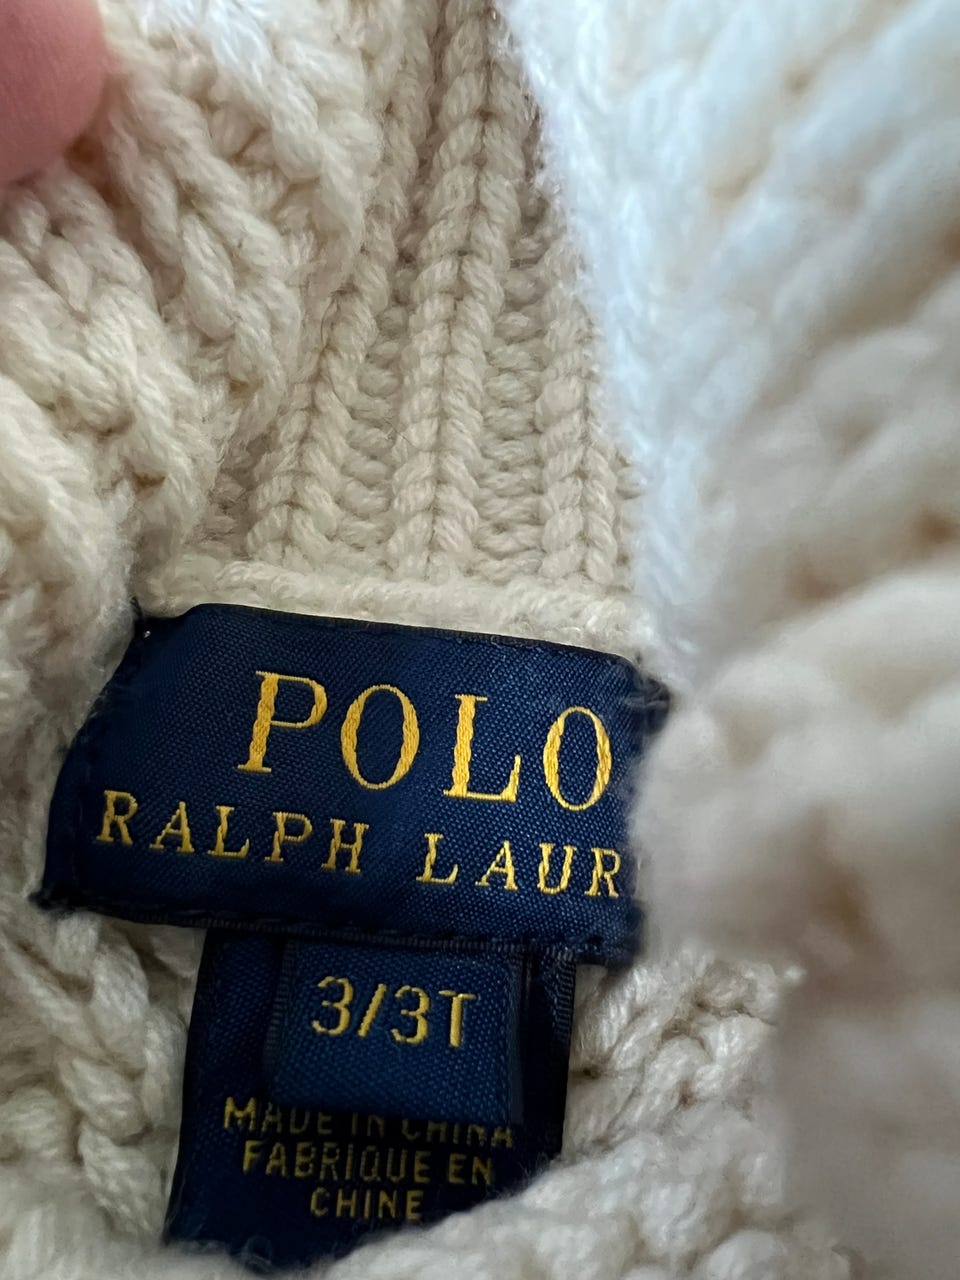 POLO
RALPH LAUR
3/3T
MADE IN CHINA
FABRIQUE EN
CHINE